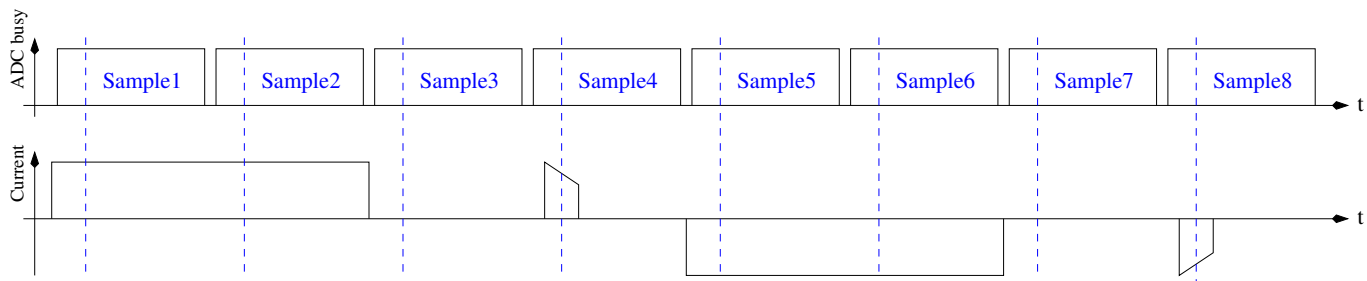 ADC busy
Sample1 Sample2 Sample3 Sample4 Sample5 Sample6 Sample7 Sample8
t
Current
t